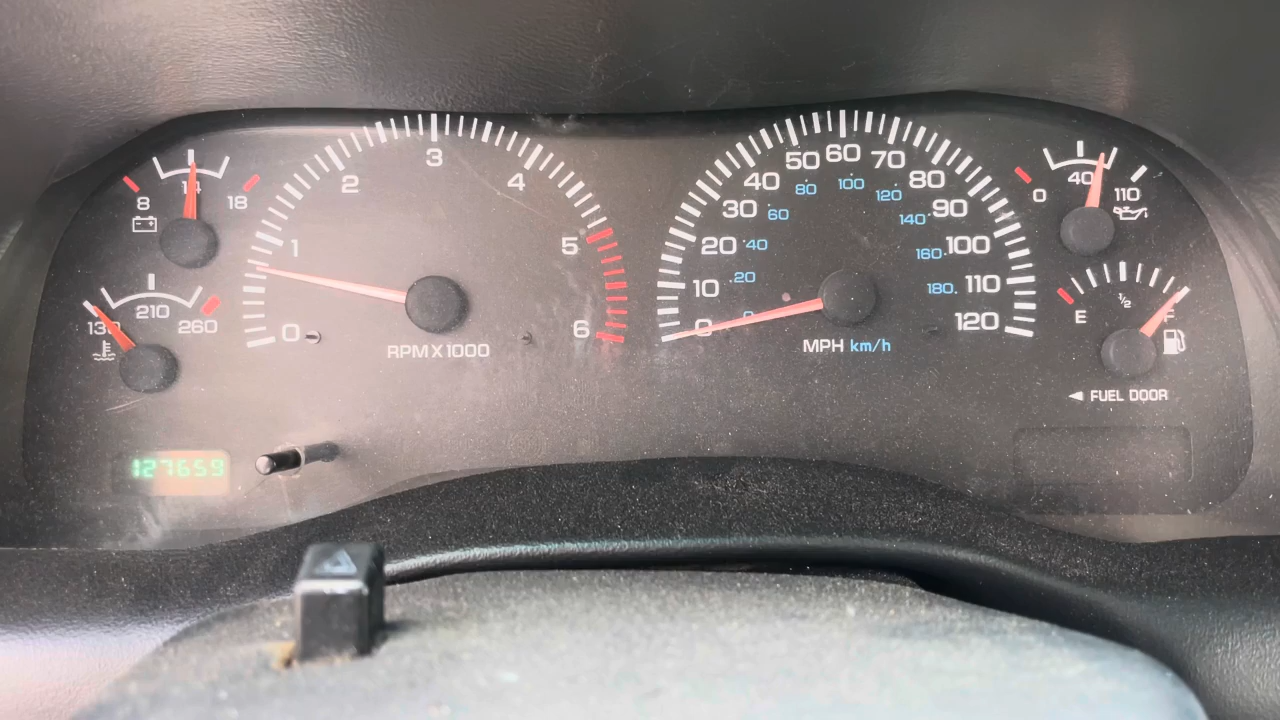 8 14 18
130 210 260
0 1 2 3 4 5 6
RPM X 1000
127659
0 10 20 30 40 50 60 70 80 90 100 110 120
0 20 40 60 80 100 120 140 160 180
MPH km/h
0 40 110
E 1/2 F
◄ FUEL DOOR